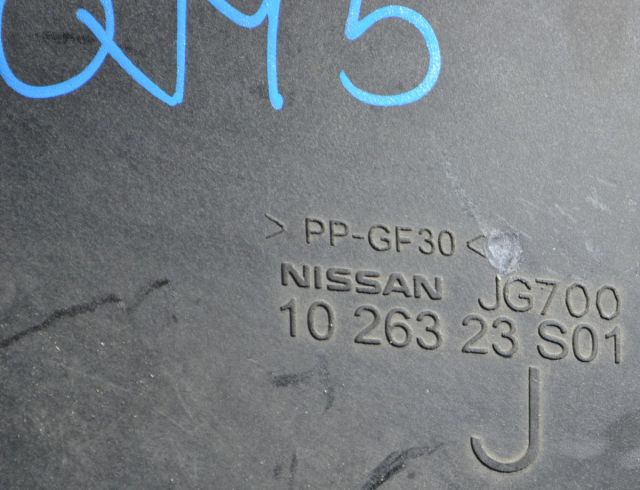 QM5
> PP-GF30 <
NISSAN JG700
10 263 23 S01
J